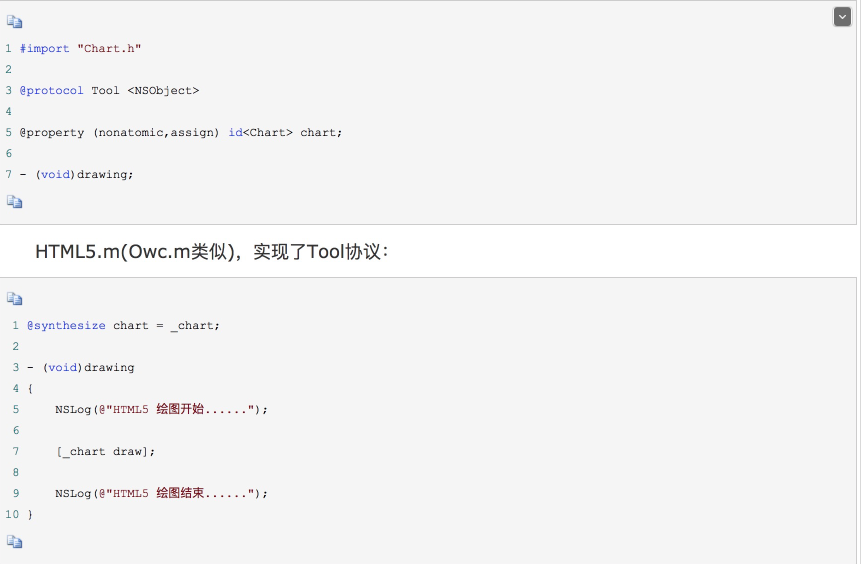 1 #import "Chart.h"
2
3 @protocol Tool <NSObject>
4
5 @property (nonatomic,assign) id<Chart> chart;
6
7 - (void)drawing;
HTML5.m(Owc.m类似)，实现了Tool协议：
1 @synthesize chart = _chart;
2
3 - (void)drawing
4 {
5     NSLog(@"HTML5 绘图开始......");
6
7     [_chart draw];
8
9     NSLog(@"HTML5 绘图结束......");
10 }